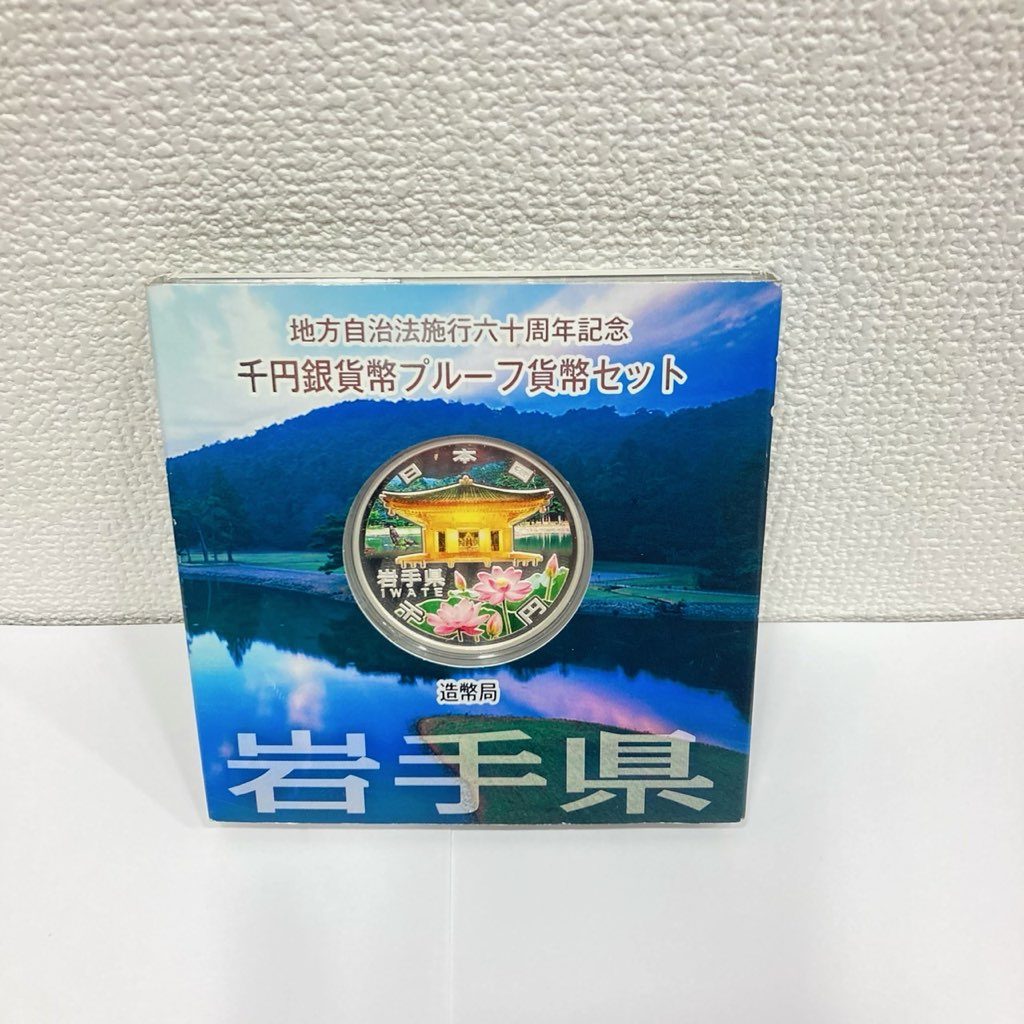 地方自治法施行六十周年記念
千円銀貨幣プルーフ貨幣セット
日本国
岩手県
IWATE
千円
造幣局
岩手県